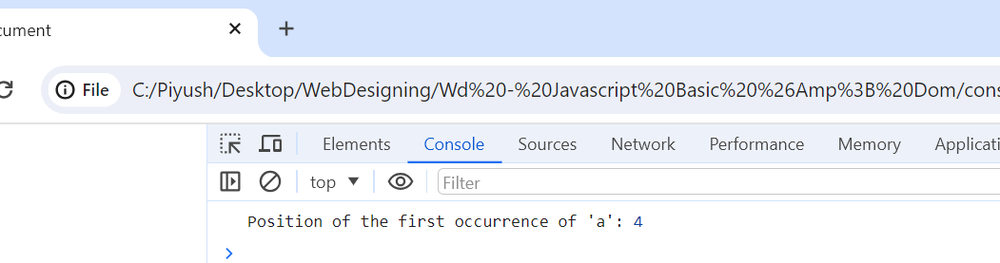 cument
File C:/Piyush/Desktop/WebDesigning/Wd%20-%20Javascript%20Basic%20%26Amp%3B%20Dom/cons
Elements Console Sources Network Performance Memory Applicati
top Filter
Position of the first occurrence of 'a': 4